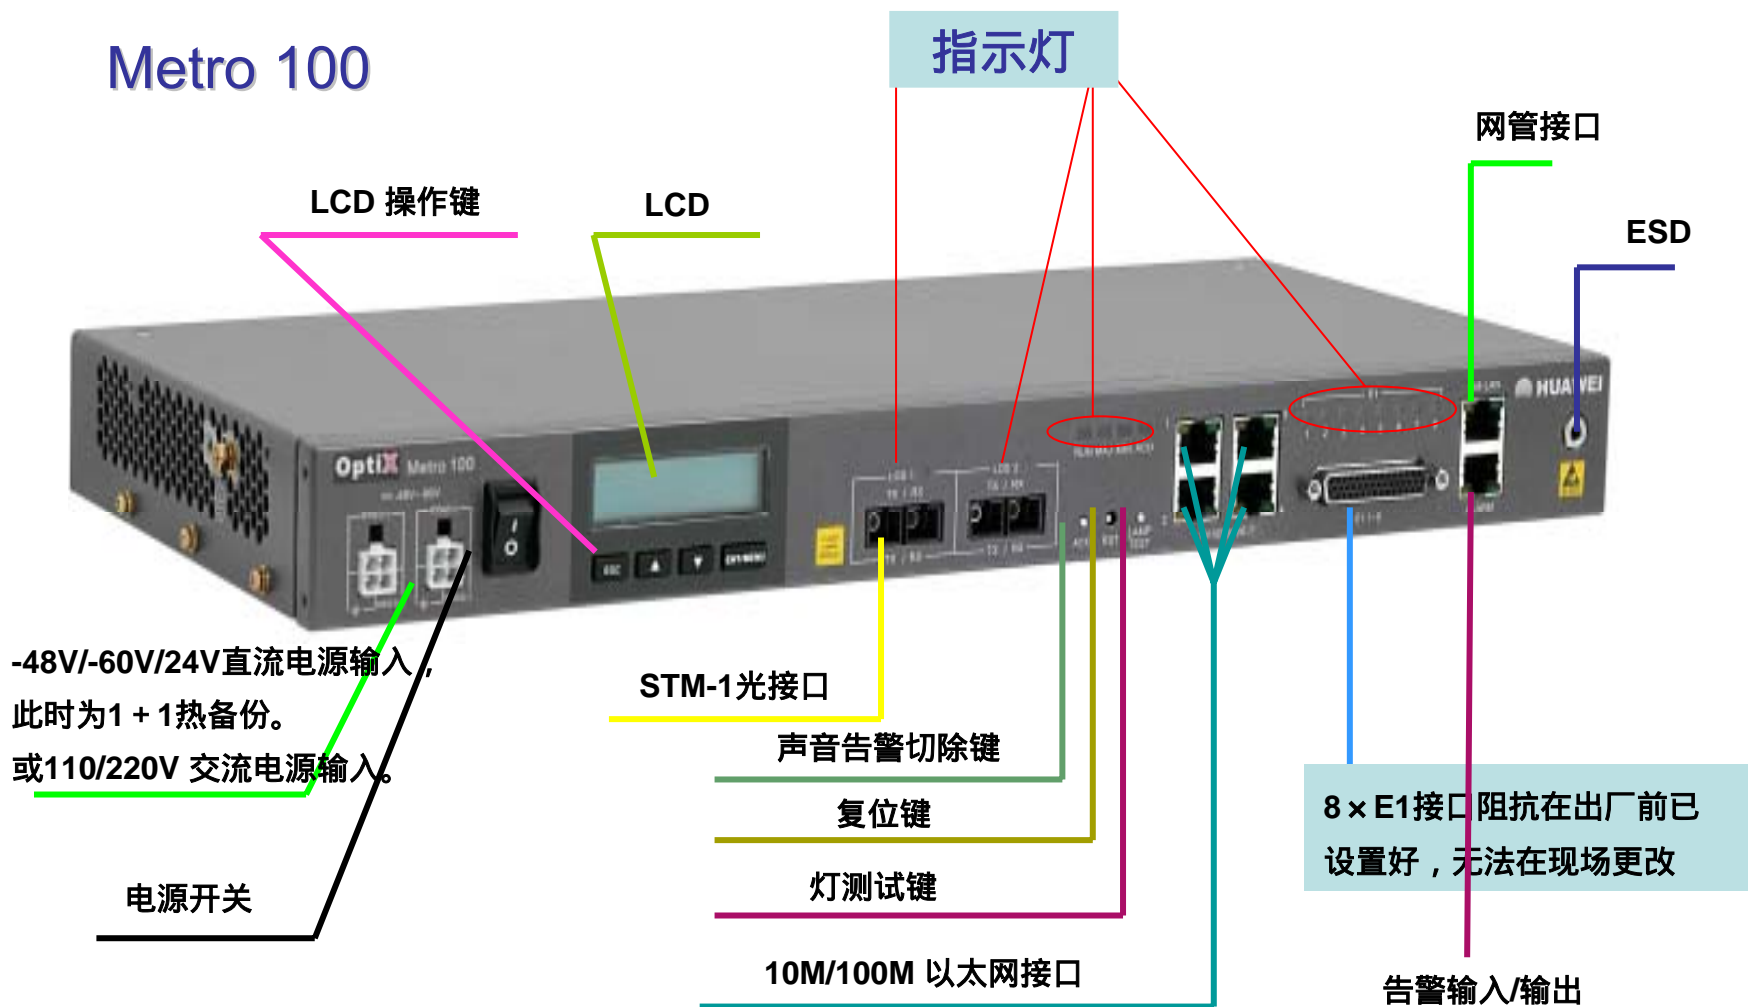 Metro 100
指示灯
网管接口
LCD 操作键
LCD
ESD
HUAWEI
OptiX Metro 100
-48V/-60V/24V直流电源输入，
此时为1＋1热备份。
或110/220V 交流电源输入。
STM-1光接口
声音告警切除键
复位键
8×E1接口阻抗在出厂前已
设置好，无法在现场更改
灯测试键
电源开关
10M/100M 以太网接口
告警输入/输出